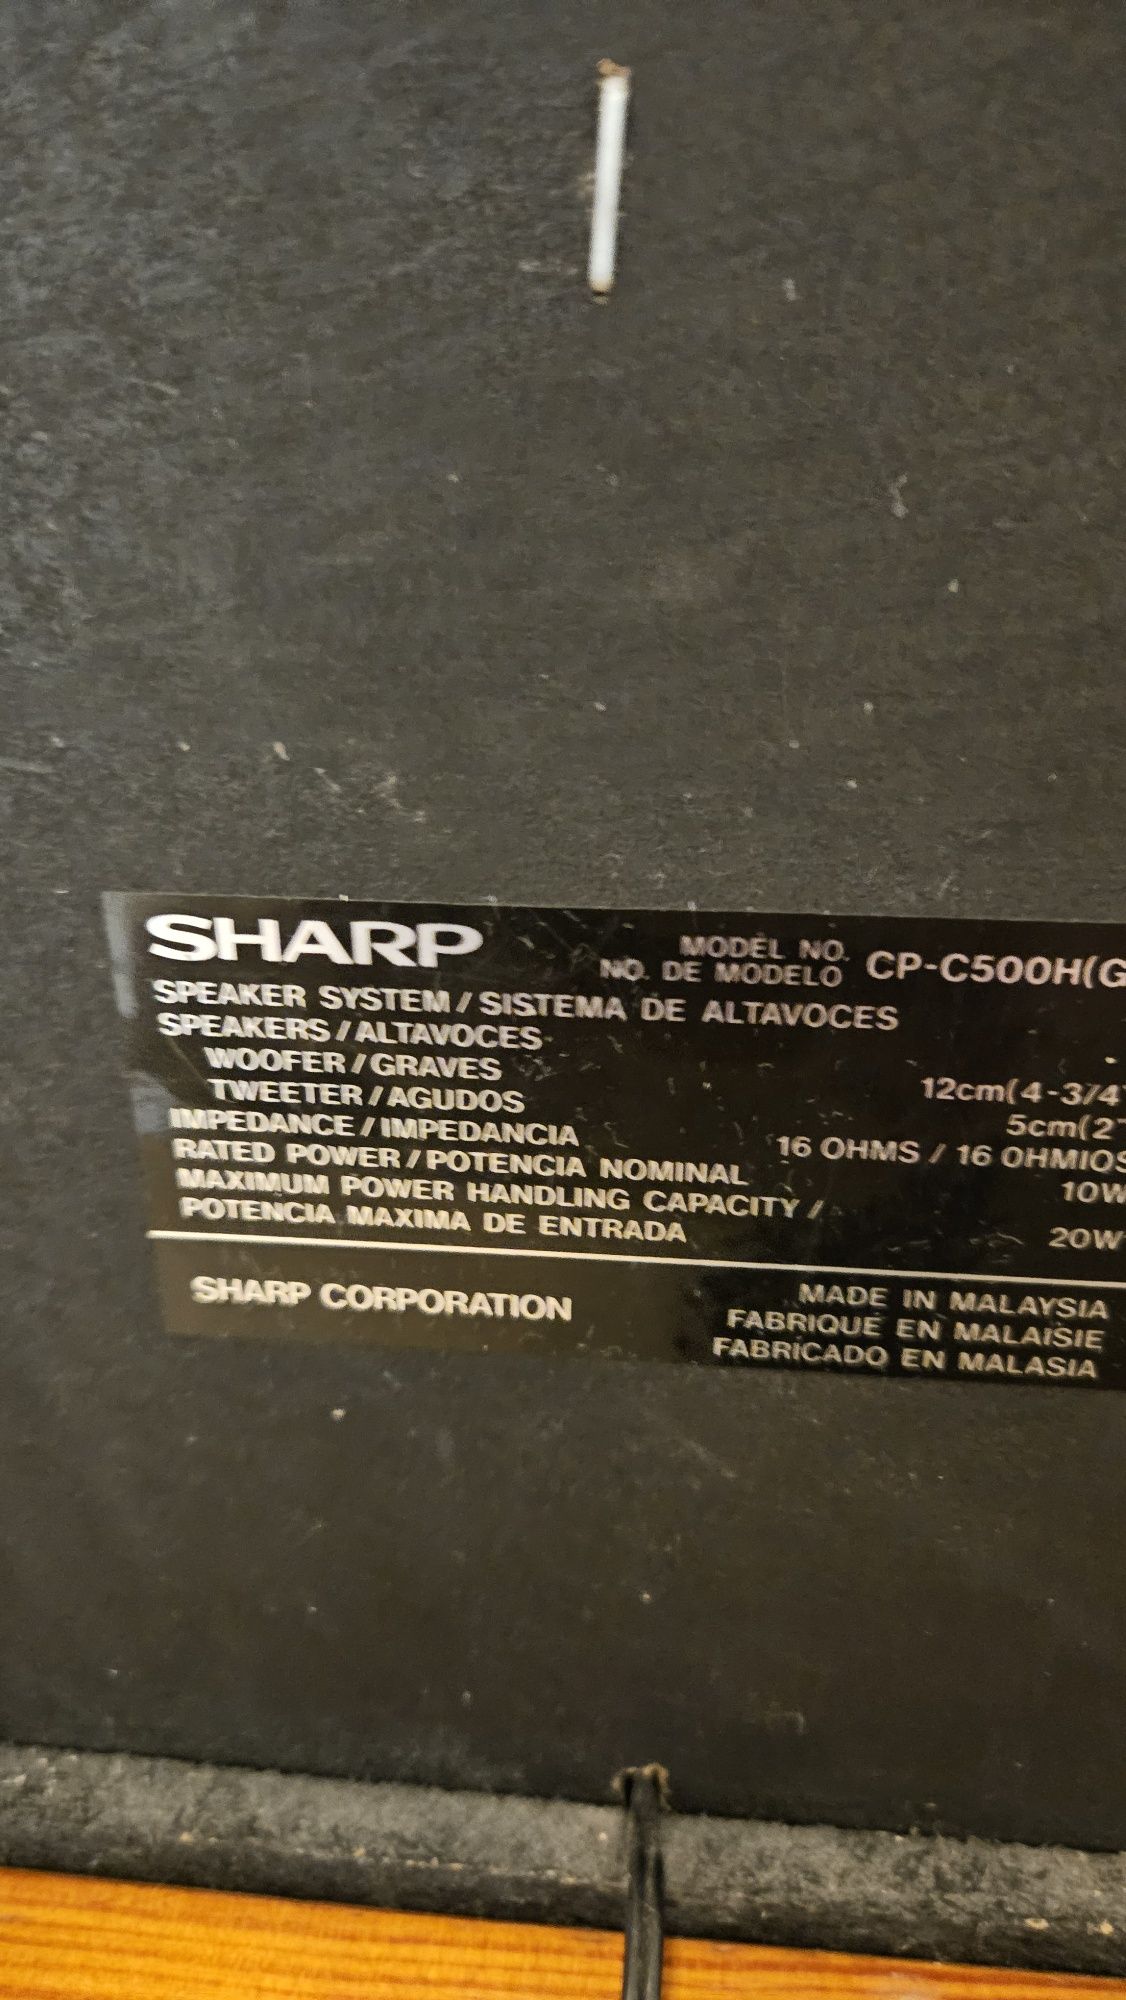 SHARP
MODEL NO.
NO. DE MODELO
CP-C500H(G
SPEAKER SYSTEM / SISTEMA DE ALTAVOCES
SPEAKERS / ALTAVOCES
WOOFER / GRAVES 12cm(4-3/4"
TWEETER / AGUDOS 5cm(2"
IMPEDANCE / IMPEDANCIA 16 OHMS / 16 OHMIOS
RATED POWER / POTENCIA NOMINAL 10W
MAXIMUM POWER HANDLING CAPACITY /
POTENCIA MAXIMA DE ENTRADA 20W
SHARP CORPORATION
MADE IN MALAYSIA
FABRIQUÉ EN MALAISIE
FABRICADO EN MALASIA